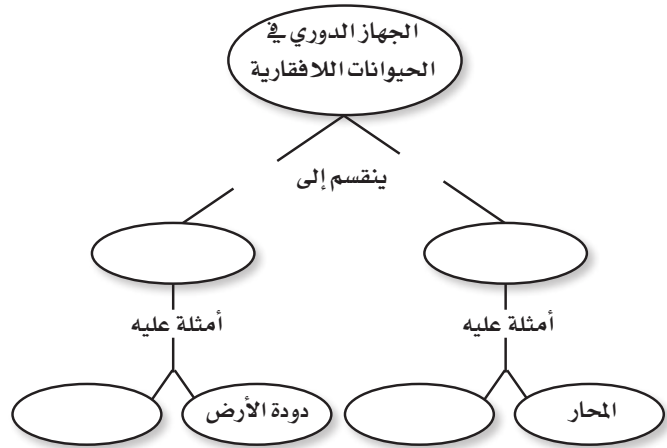 الجهاز الدوري في
الحيوانات اللافقارية
ينقسم إلى
أمثلة عليه
أمثلة عليه
المحار
دودة الأرض